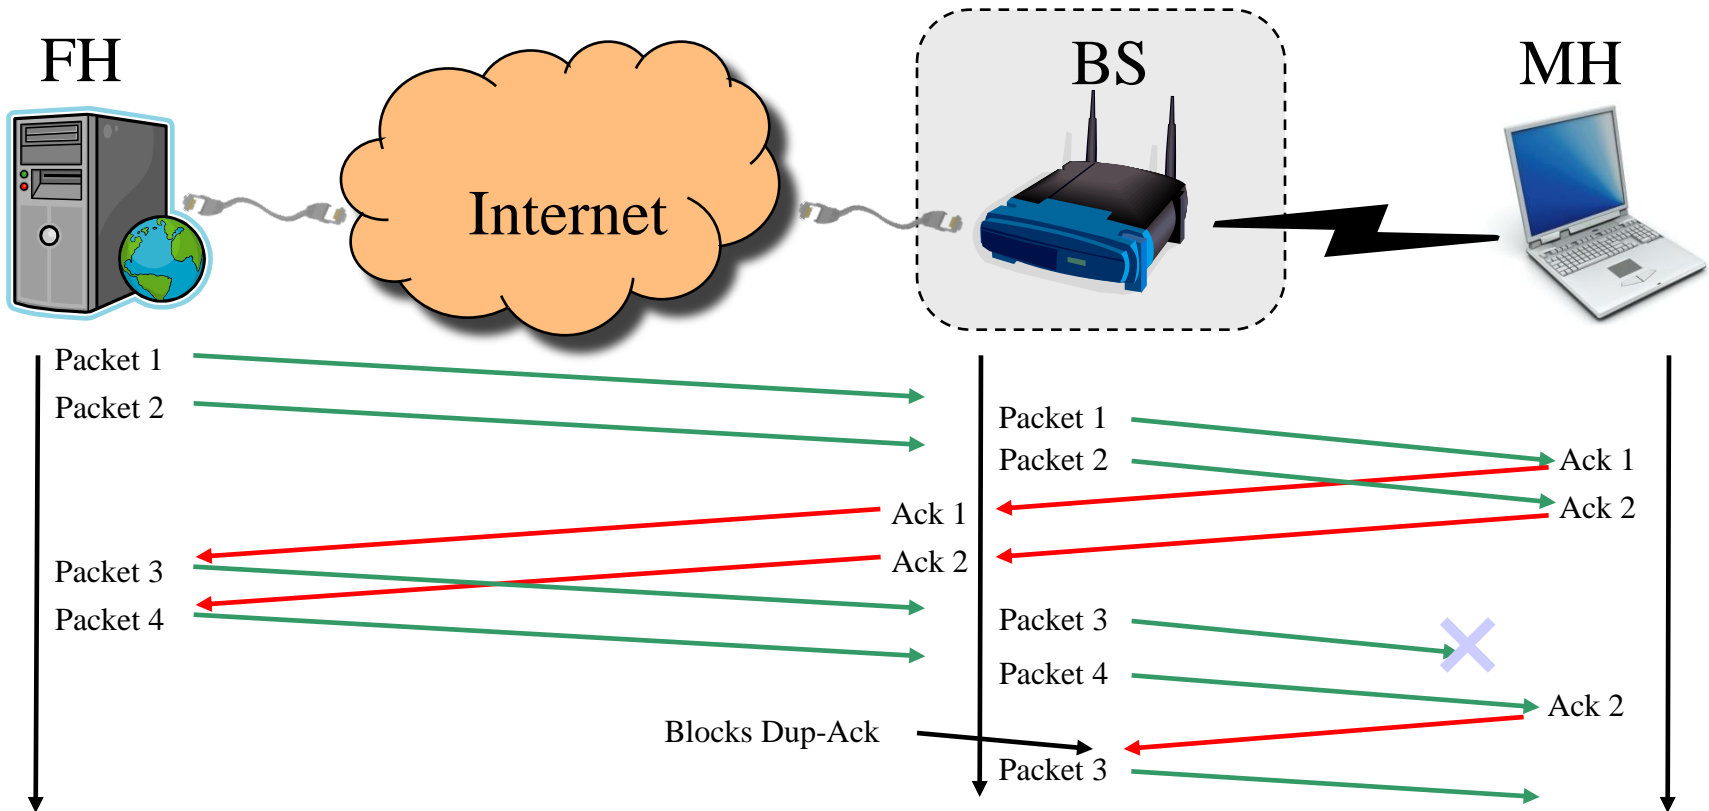 FH
BS
MH
Internet
Packet 1
Packet 2
Packet 1
Packet 2
Ack 1
Ack 2
Ack 1
Ack 2
Packet 3
Packet 4
Packet 3
Packet 4
Ack 2
Blocks Dup-Ack
Packet 3